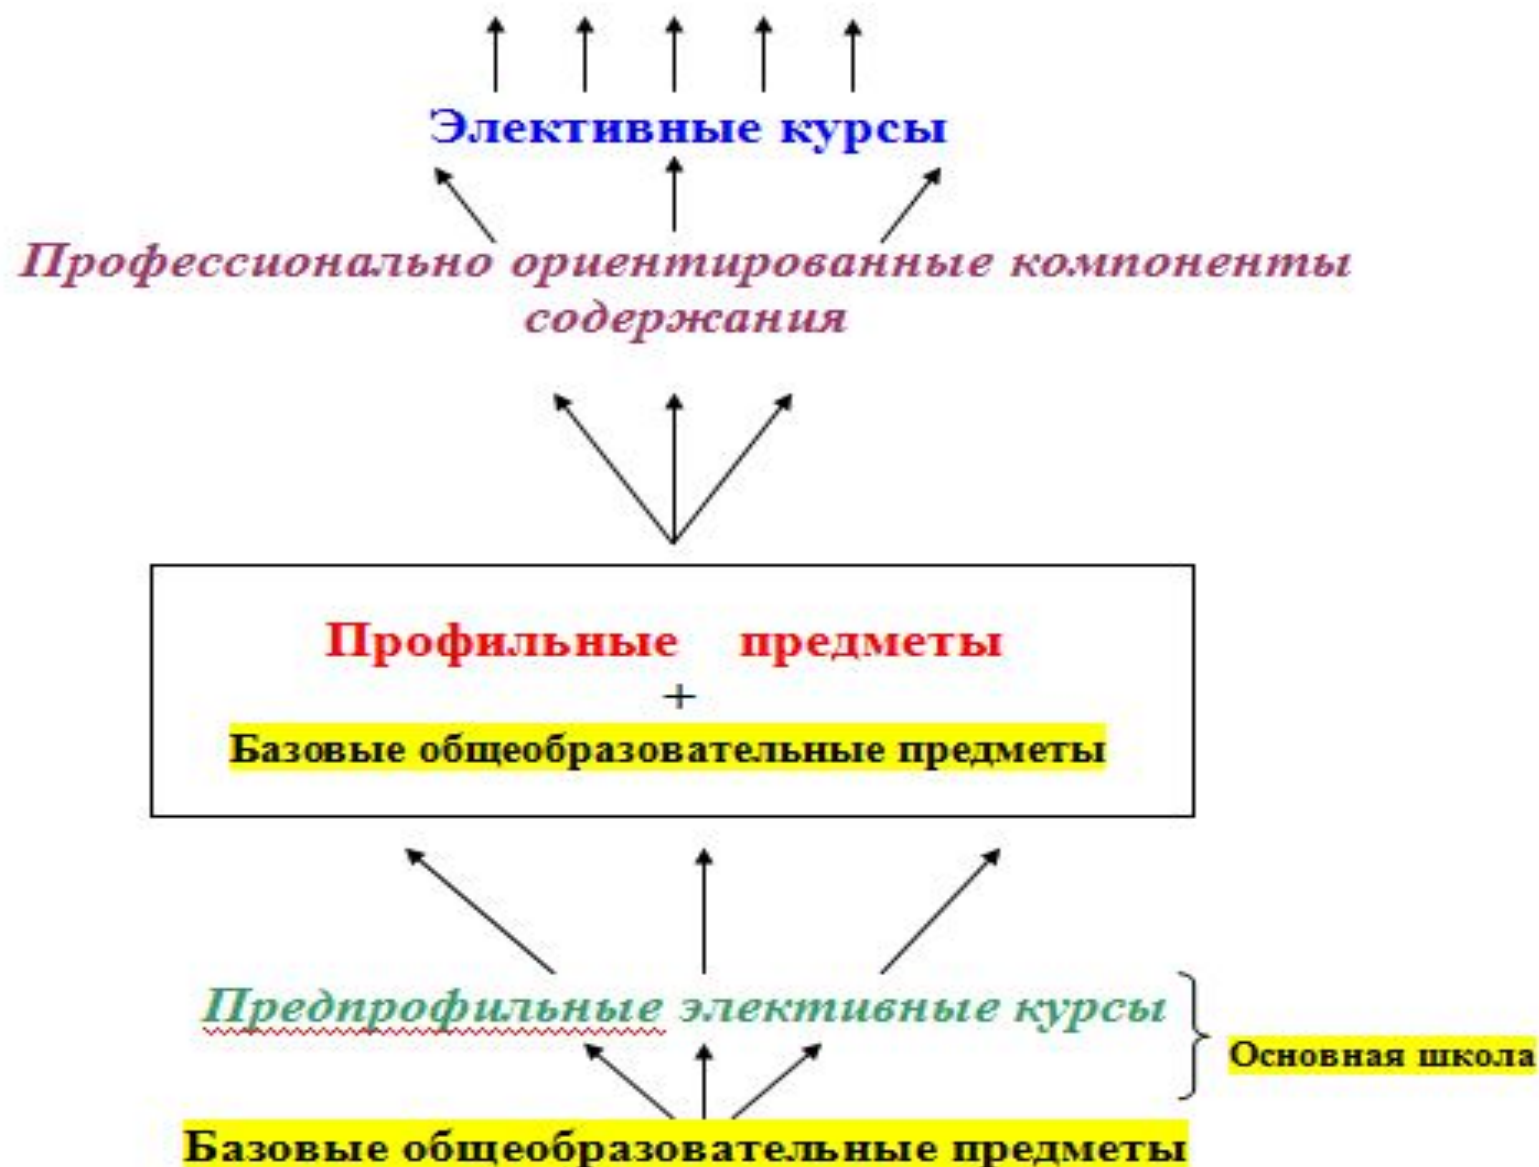 Элективные курсы
Профессионально ориентированные компоненты
содержания
Профильные предметы
+
Базовые общеобразовательные предметы
Предпрофильные элективные курсы
Основная школа
Базовые общеобразовательные предметы